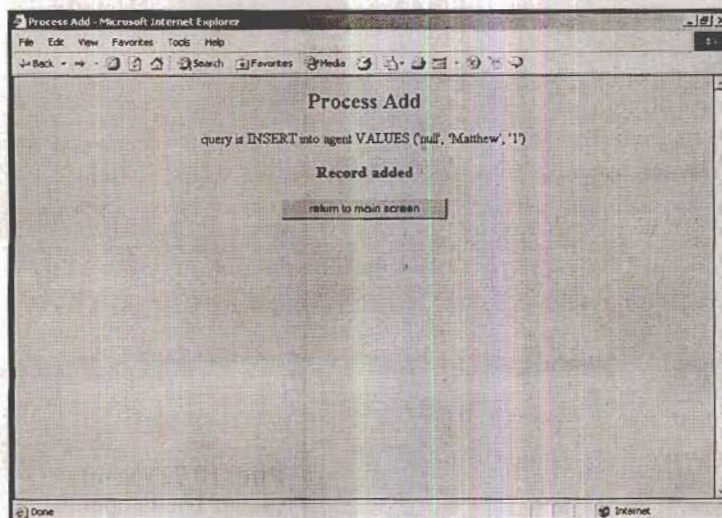 Process Add - Microsoft Internet Explorer
File Edit View Favorites Tools Help
Back Search Favorites Media
Process Add
query is INSERT into agent VALUES ('null', 'Matthew', '1')
Record added
return to main screen
Done Internet